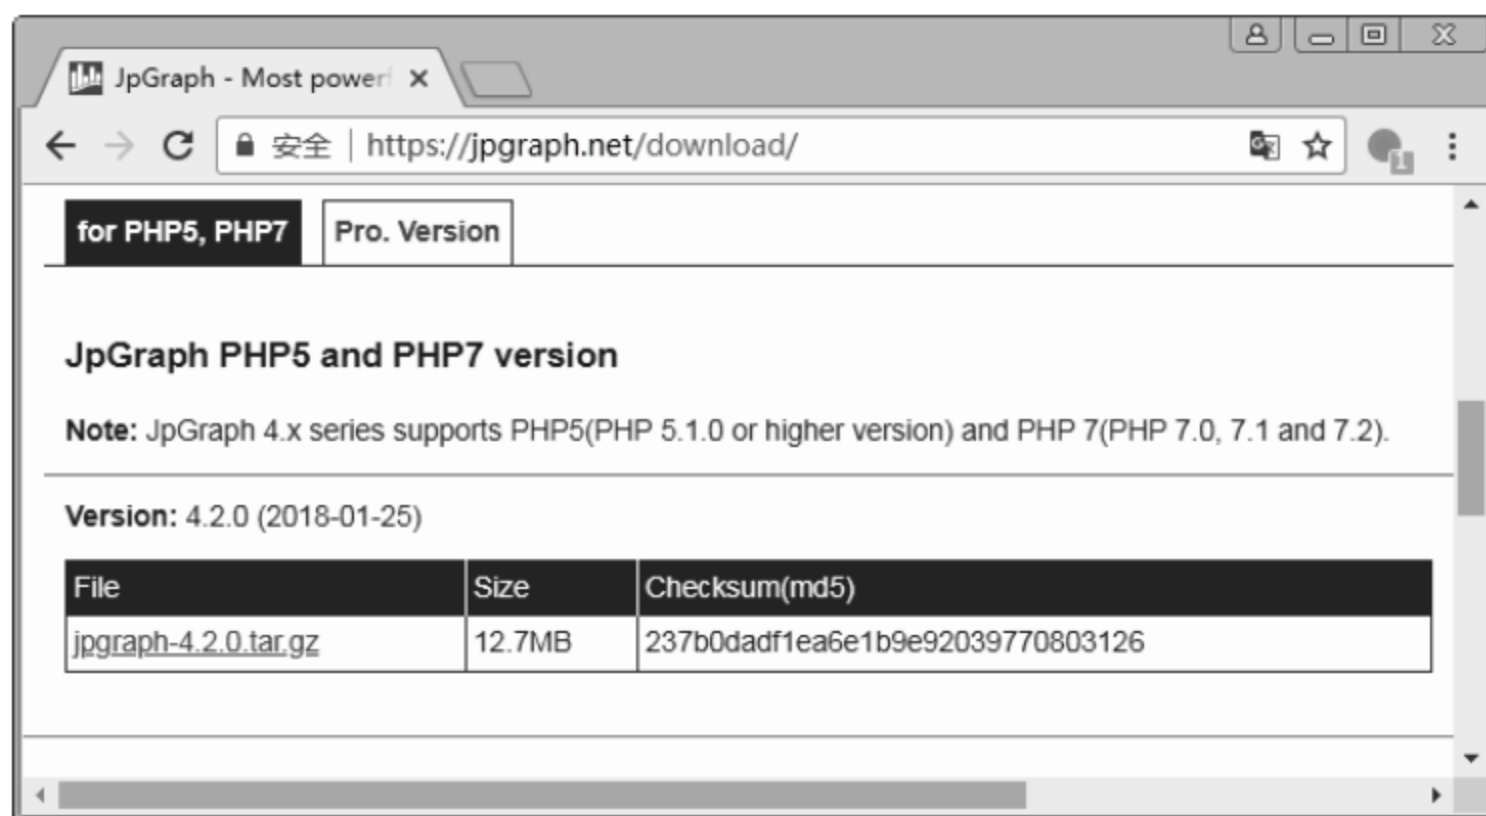 JpGraph - Most powerf
安全 | https://jpgraph.net/download/
1
for PHP5, PHP7 Pro. Version
JpGraph PHP5 and PHP7 version
Note: JpGraph 4.x series supports PHP5(PHP 5.1.0 or higher version) and PHP 7(PHP 7.0, 7.1 and 7.2).
Version: 4.2.0 (2018-01-25)
File Size Checksum(md5)
jpgraph-4.2.0.tar.gz 12.7MB 237b0dadf1ea6e1b9e92039770803126